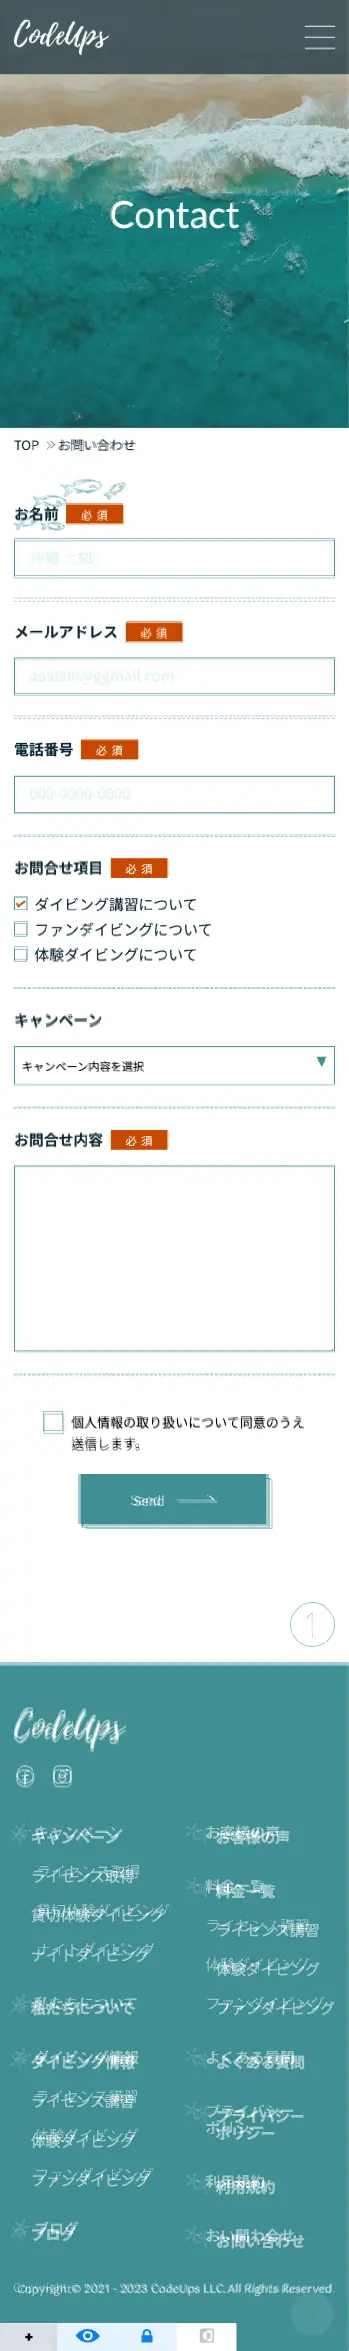 CodeUps
Contact
TOP お問い合わせ
お名前 必須
沖縄
メールアドレス 必須
電話番号 必須
000-0000-0000
お問合せ項目 必須
ダイビング講習について
ファンダイビングについて
体験ダイビングについて
キャンペーン
キャンペーン内容を選択
お問合せ内容 必須
個人情報の取り扱いについて同意のうえ
送信します。
Send
CodeUps
キャンペーン
ライセンス取得
貸切体験ダイビング
ナイトダイビング
私たちについて
ダイビング情報
ライセンス講習
体験ダイビング
ファンダイビング
ブログ
お客様の声
料金一覧
ライセンス講習
体験ダイビング
ファンダイビング
よくある質問
プライバシー
ポリシー
利用規約
お問い合わせ
Copyright © 2021 - 2023 CodeUps LLC.All Rights Reserved.